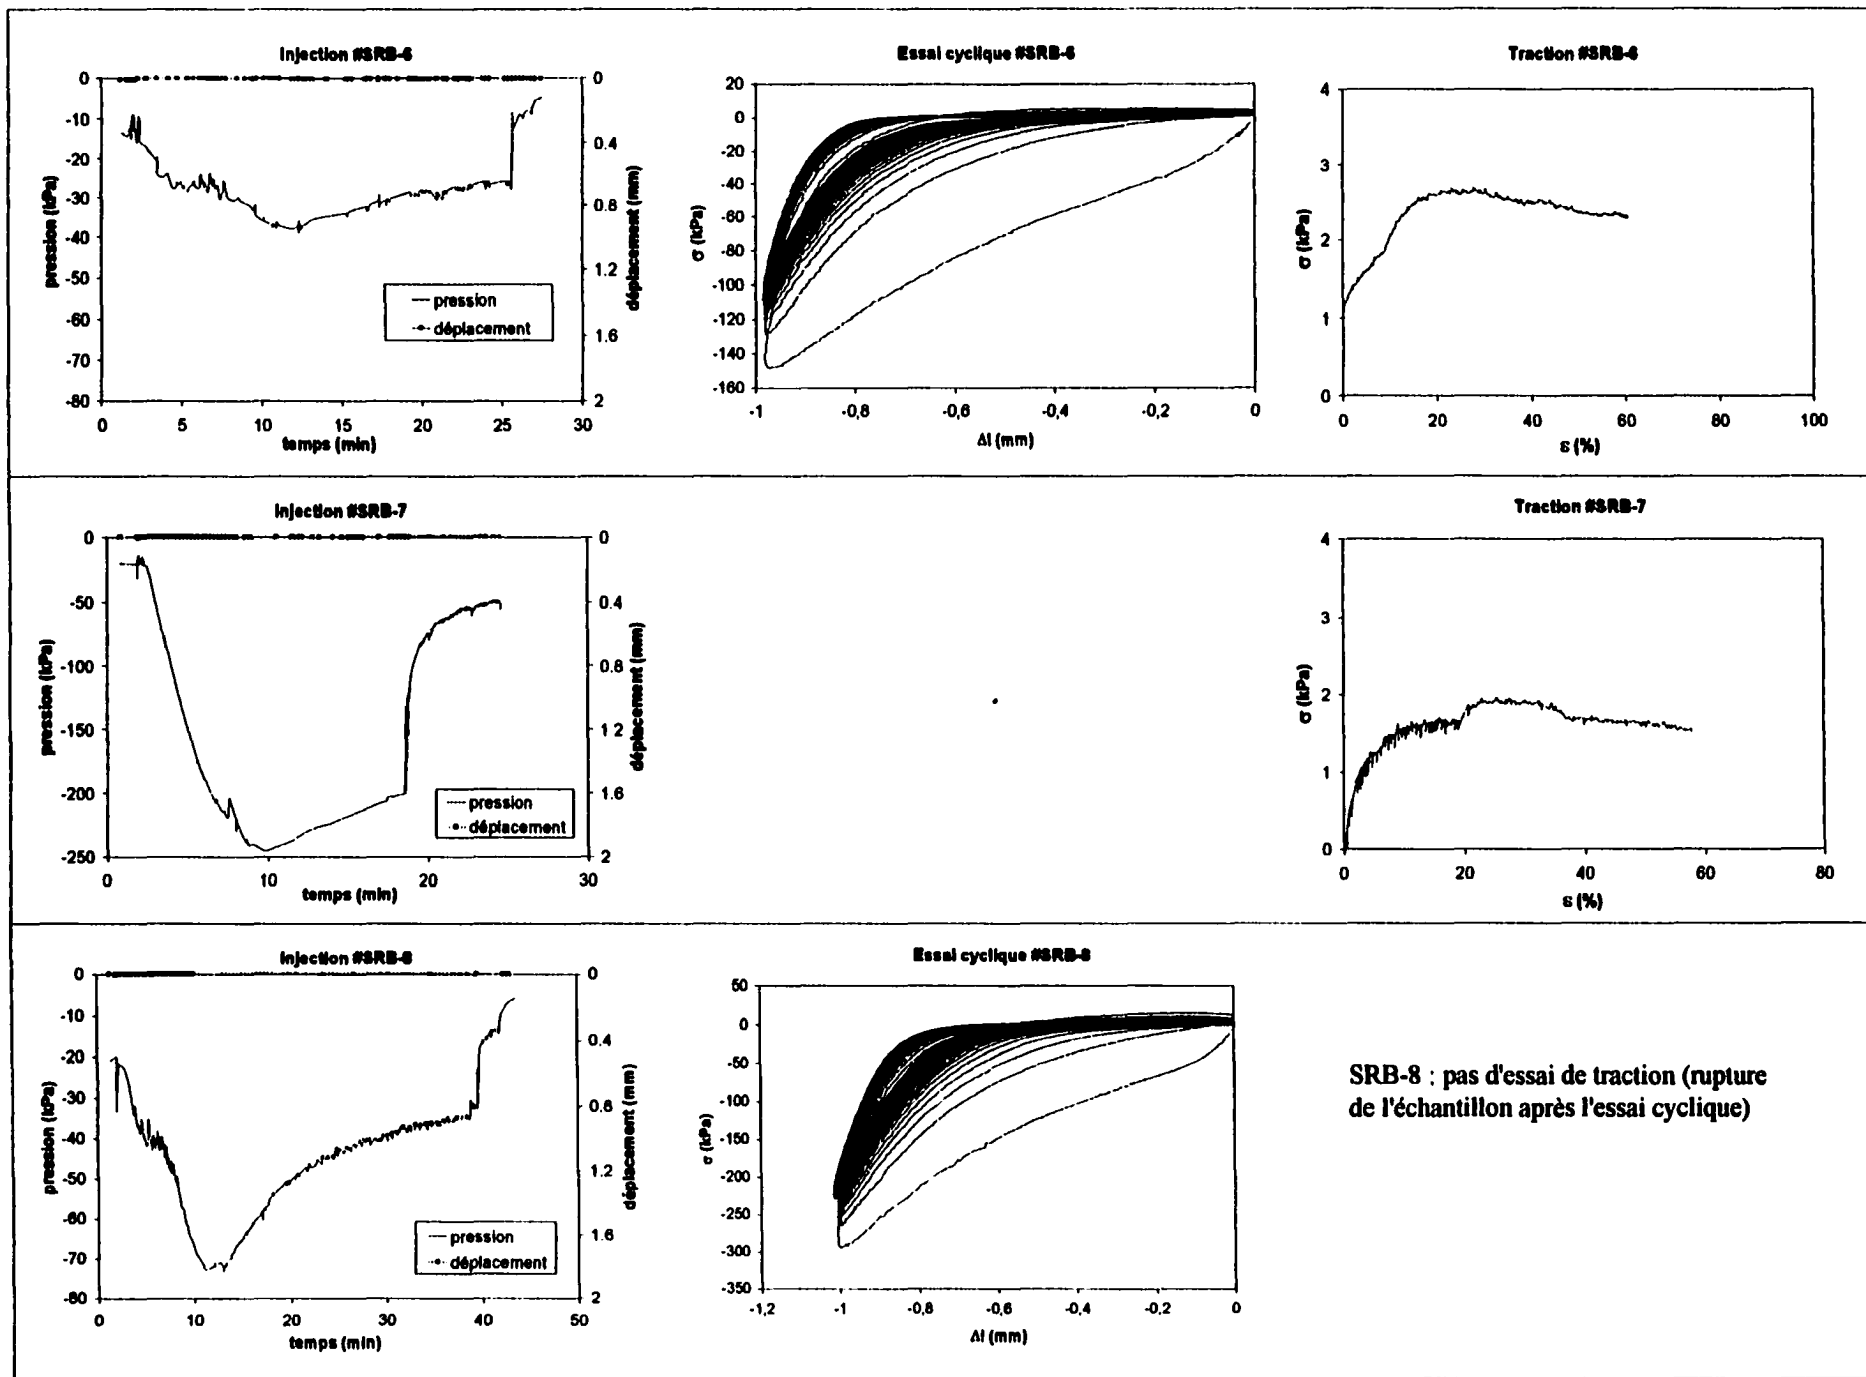 Injection #SRB-6
0
-10
-20
-30
-40
-50
-60
-70
-80
pression (kPa)
0
0.4
0.8
1.2
1.6
2
déplacement (mm)
pression
déplacement
0 5 10 15 20 25 30
temps (min)
Essai cyclique #SRB-6
20
0
-20
-40
-60
-80
-100
-120
-140
-160
σ (kPa)
-1 -0,8 -0,6 -0,4 -0,2 0
Δl (mm)
Traction #SRB-6
4
3
2
1
0
σ (kPa)
0 20 40 60 80 100
ε (%)
Injection #SRB-7
0
-50
-100
-150
-200
-250
pression (kPa)
0
0.4
0.8
1.2
1.6
2
déplacement (mm)
pression
déplacement
0 10 20 30
temps (min)
Traction #SRB-7
4
3
2
1
0
σ (kPa)
0 20 40 60 80
ε (%)
Injection #SRB-8
0
-10
-20
-30
-40
-50
-60
-70
-80
pression (kPa)
0
0.4
0.8
1.2
1.6
2
déplacement (mm)
pression
déplacement
0 10 20 30 40 50
temps (min)
Essai cyclique #SRB-8
50
0
-50
-100
-150
-200
-250
-300
-350
σ (kPa)
-1,2 -1 -0,8 -0,6 -0,4 -0,2 0
Δl (mm)
SRB-8 : pas d'essai de traction (rupture
de l'échantillon après l'essai cyclique)